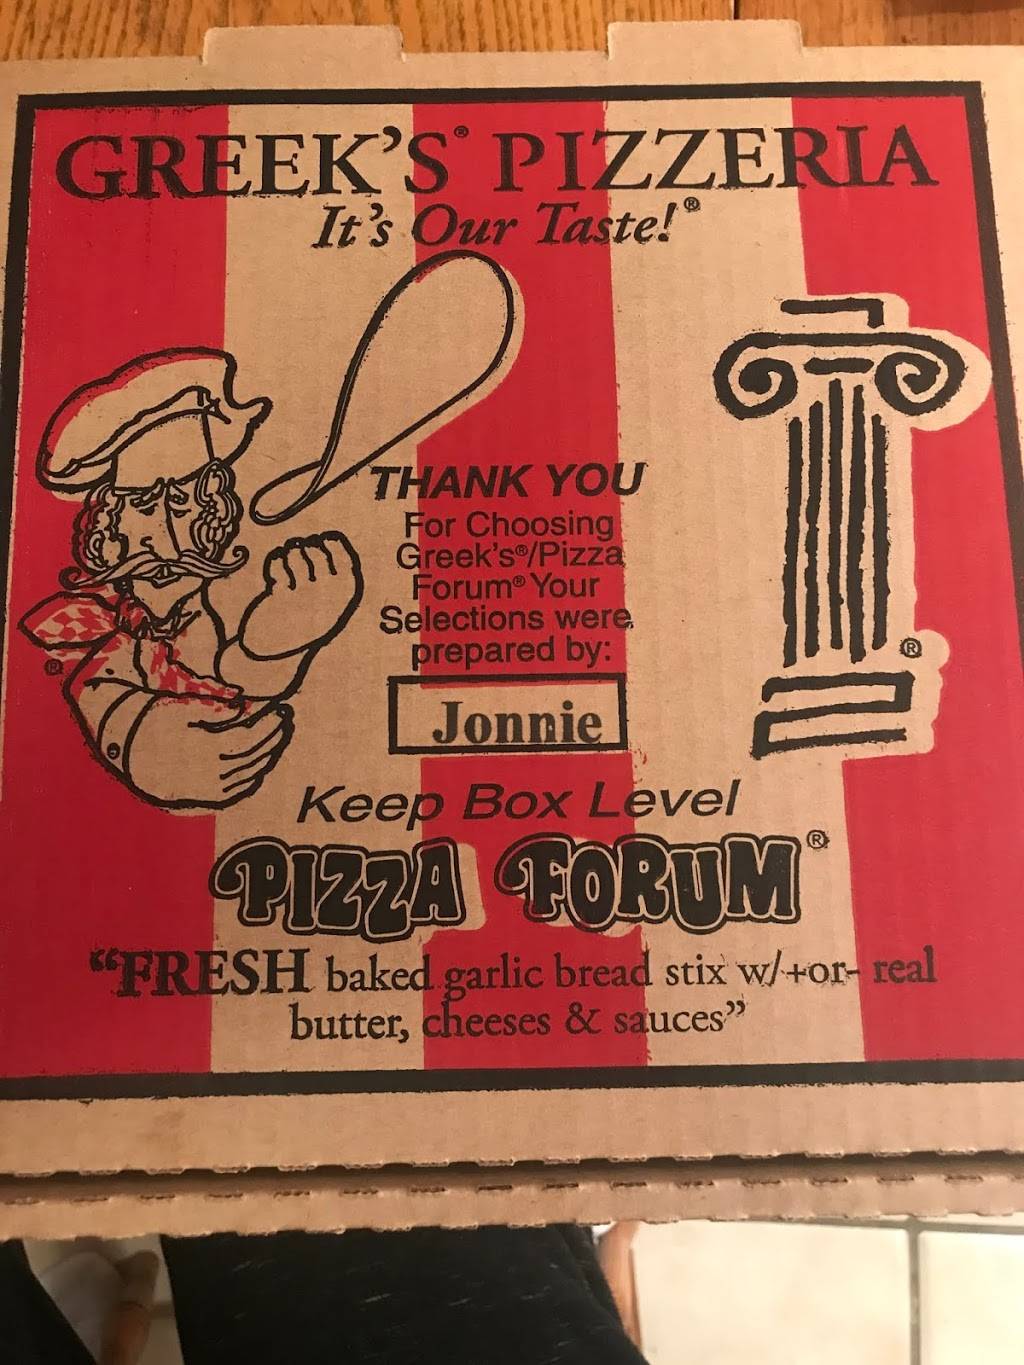 GREEK'S® PIZZERIA
It's Our Taste!®
THANK YOU
For Choosing
Greek's®/Pizza
Forum® Your
Selections were
prepared by:
Jonnie
®
®
Keep Box Level
PIZZA FORUM®
“FRESH baked garlic bread stix w/+or- real
butter, cheeses & sauces”